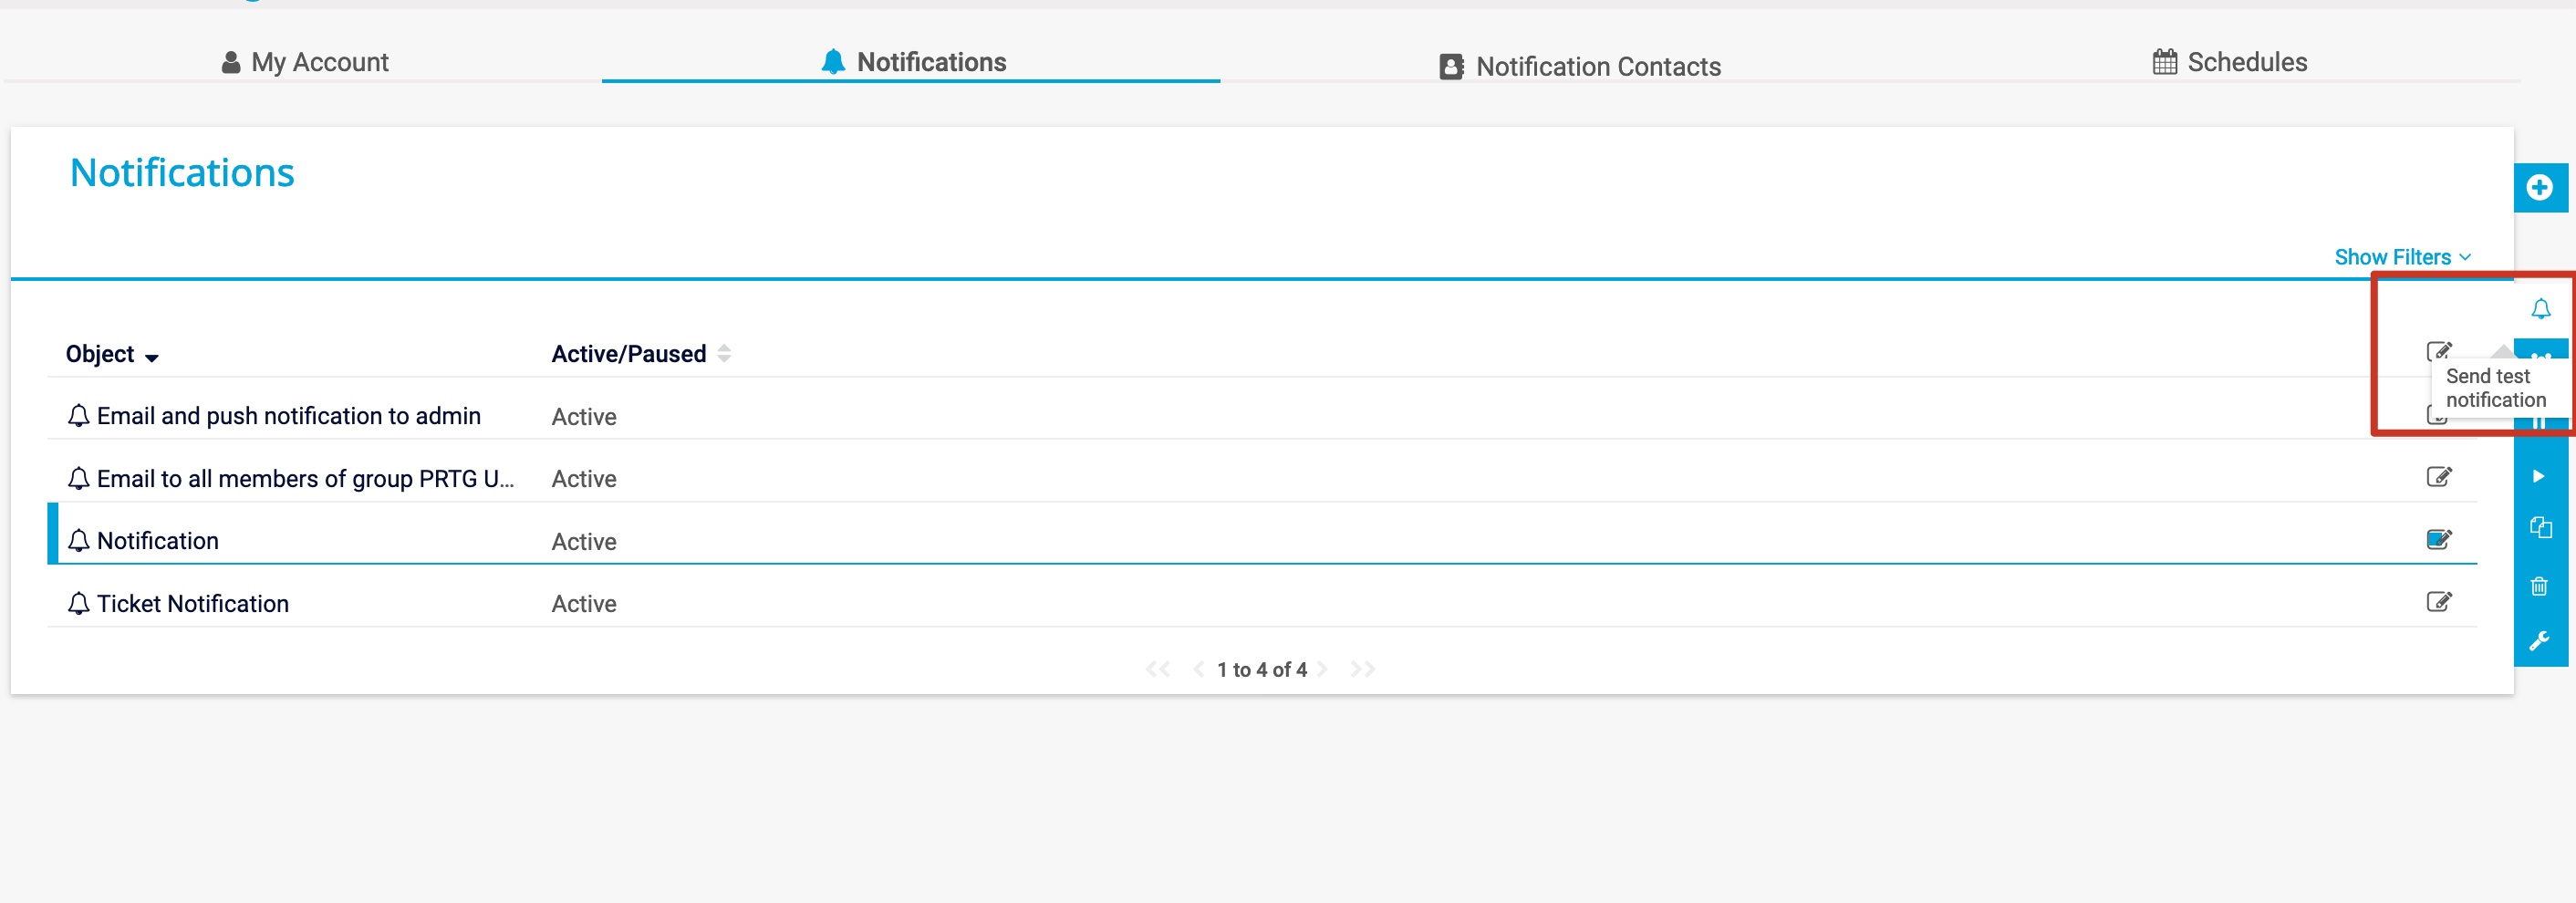 My Account
Notifications
Notification Contacts
Schedules
Notifications
Show Filters
Object
Active/Paused
Send test
notification
Email and push notification to admin
Active
Email to all members of group PRTG U...
Active
Notification
Active
Ticket Notification
Active
<< < 1 to 4 of 4 > >>